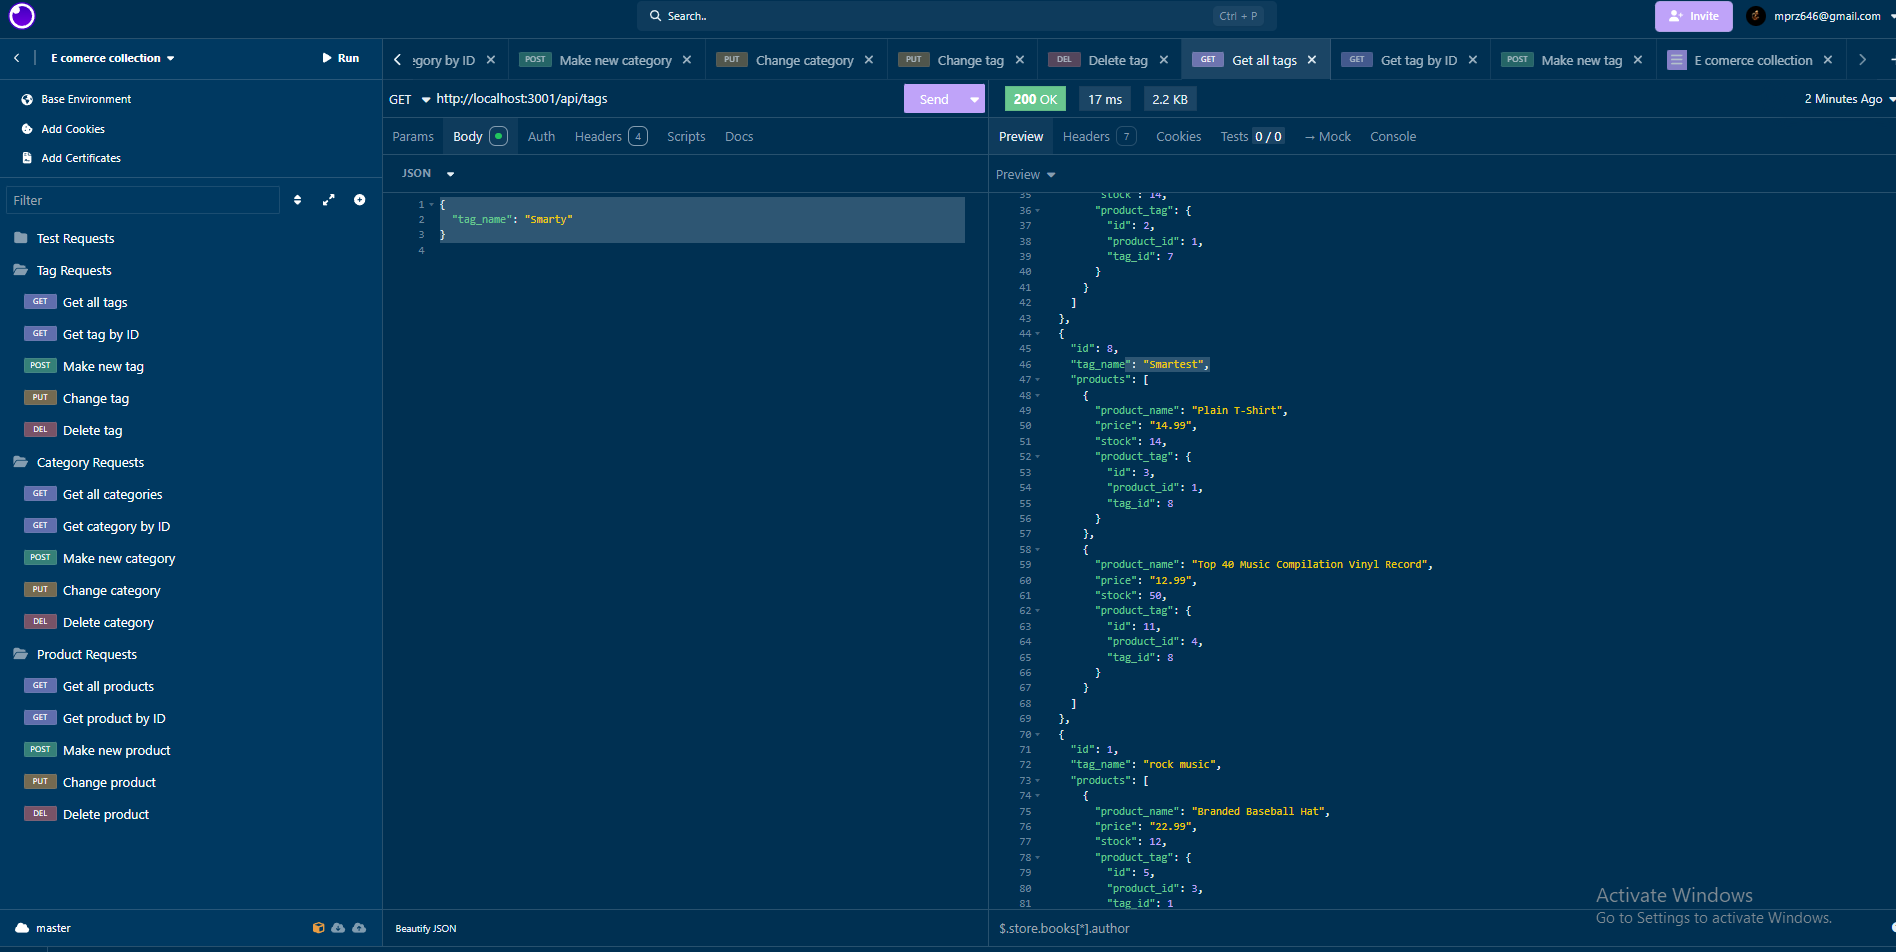 Search..
Ctrl + P
Invite
mprz646@gmail.com
E comerce collection
Run
egory by ID
POST Make new category
PUT Change category
PUT Change tag
DEL Delete tag
GET Get all tags
GET Get tag by ID
POST Make new tag
E comerce collection
Base Environment
Add Cookies
Add Certificates
Filter
Test Requests
Tag Requests
GET Get all tags
GET Get tag by ID
POST Make new tag
PUT Change tag
DEL Delete tag
Category Requests
GET Get all categories
GET Get category by ID
POST Make new category
PUT Change category
DEL Delete category
Product Requests
GET Get all products
GET Get product by ID
POST Make new product
PUT Change product
DEL Delete product
master
GET http://localhost:3001/api/tags
Send
Params Body Auth Headers 4 Scripts Docs
JSON
1 {
2 "tag_name": "Smarty"
3 }
4
Beautify JSON
200 OK 17 ms 2.2 KB
2 Minutes Ago
Preview Headers 7 Cookies Tests 0 / 0 → Mock Console
Preview
35 "stock": 14,
36 "product_tag": {
37 "id": 2,
38 "product_id": 1,
39 "tag_id": 7
40 }
41 }
42 ]
43 },
44 {
45 "id": 8,
46 "tag_name": "Smartest",
47 "products": [
48 {
49 "product_name": "Plain T-Shirt",
50 "price": "14.99",
51 "stock": 14,
52 "product_tag": {
53 "id": 3,
54 "product_id": 1,
55 "tag_id": 8
56 }
57 },
58 {
59 "product_name": "Top 40 Music Compilation Vinyl Record",
60 "price": "12.99",
61 "stock": 50,
62 "product_tag": {
63 "id": 11,
64 "product_id": 4,
65 "tag_id": 8
66 }
67 }
68 ]
69 },
70 {
71 "id": 1,
72 "tag_name": "rock music",
73 "products": [
74 {
75 "product_name": "Branded Baseball Hat",
76 "price": "22.99",
77 "stock": 12,
78 "product_tag": {
79 "id": 5,
80 "product_id": 3,
81 "tag_id": 1
$.store.books[*].author
Activate Windows
Go to Settings to activate Windows.